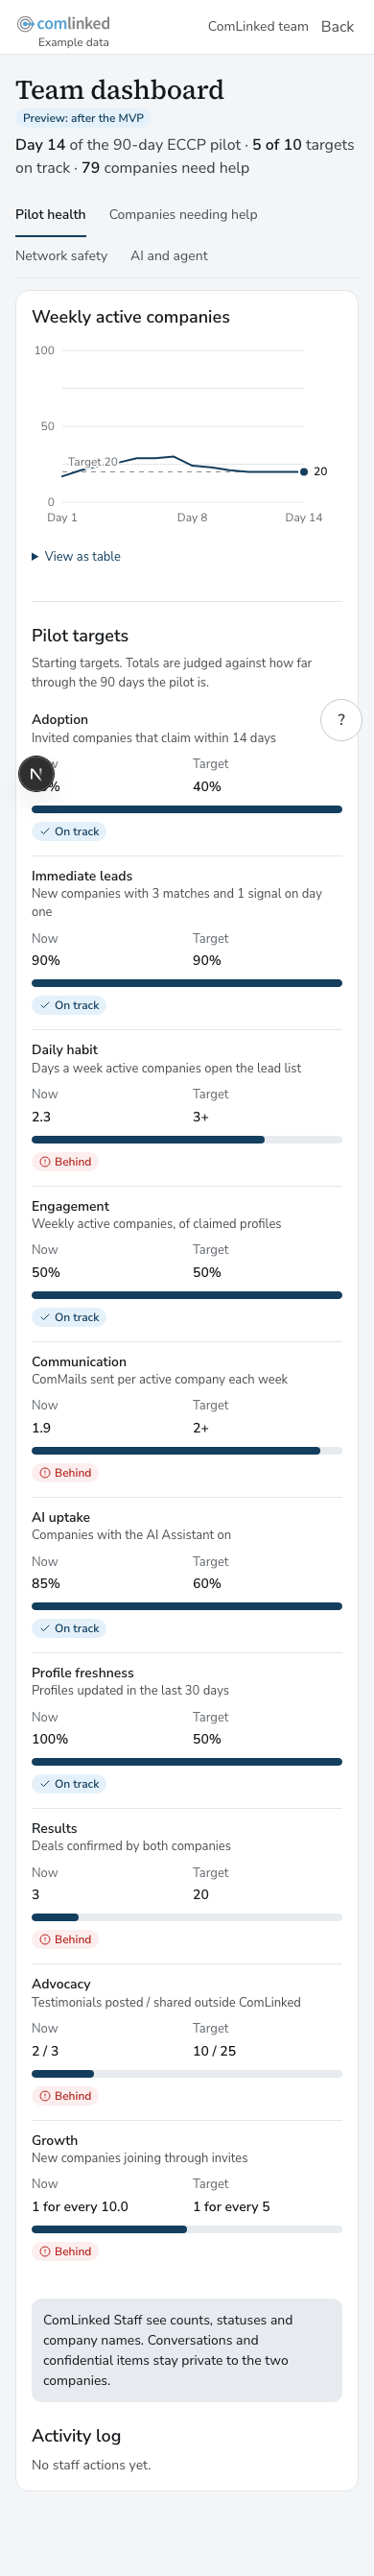 comlinked
Example data
ComLinked team
Back
Team dashboard
Preview: after the MVP
Day 14 of the 90-day ECCP pilot · 5 of 10 targets
on track · 79 companies need help
Pilot health
Companies needing help
Network safety
AI and agent
Weekly active companies
100
50
Target 20
20
0
Day 1
Day 8
Day 14
View as table
Pilot targets
Starting targets. Totals are judged against how far
through the 90 days the pilot is.
Adoption
?
Invited companies that claim within 14 days
Target
N
40%
On track
Immediate leads
New companies with 3 matches and 1 signal on day
one
Now
Target
90%
90%
On track
Daily habit
Days a week active companies open the lead list
Now
Target
2.3
3+
Behind
Engagement
Weekly active companies, of claimed profiles
Now
Target
50%
50%
On track
Communication
ComMails sent per active company each week
Now
Target
1.9
2+
Behind
AI uptake
Companies with the AI Assistant on
Now
Target
85%
60%
On track
Profile freshness
Profiles updated in the last 30 days
Now
Target
100%
50%
On track
Results
Deals confirmed by both companies
Now
Target
3
20
Behind
Advocacy
Testimonials posted / shared outside ComLinked
Now
Target
2 / 3
10 / 25
Behind
Growth
New companies joining through invites
Now
Target
1 for every 10.0
1 for every 5
Behind
ComLinked Staff see counts, statuses and
company names. Conversations and
confidential items stay private to the two
companies.
Activity log
No staff actions yet.